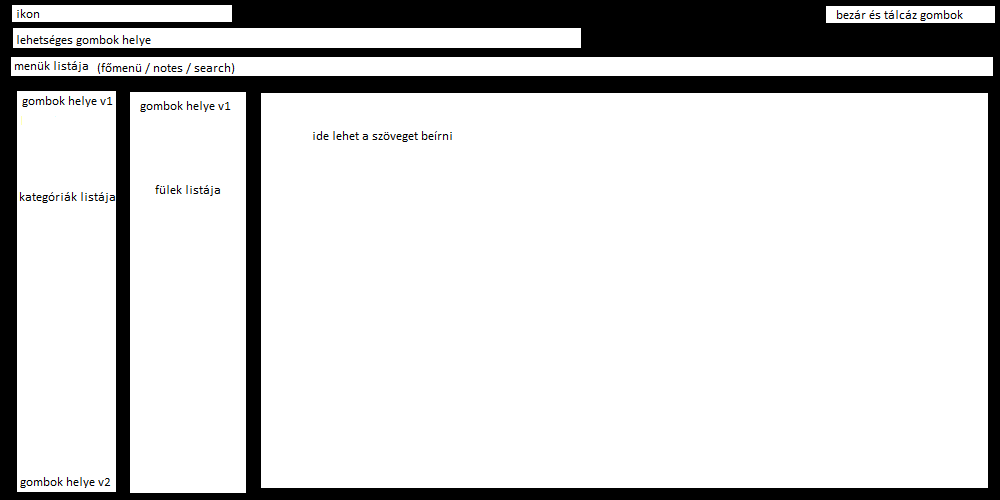 ikon
bezár és tálcáz gombok
lehetséges gombok helye
menük listája (főmenü / notes / search)
gombok helye v1
gombok helye v1
ide lehet a szöveget beírni
kategóriák listája
fülek listája
gombok helye v2